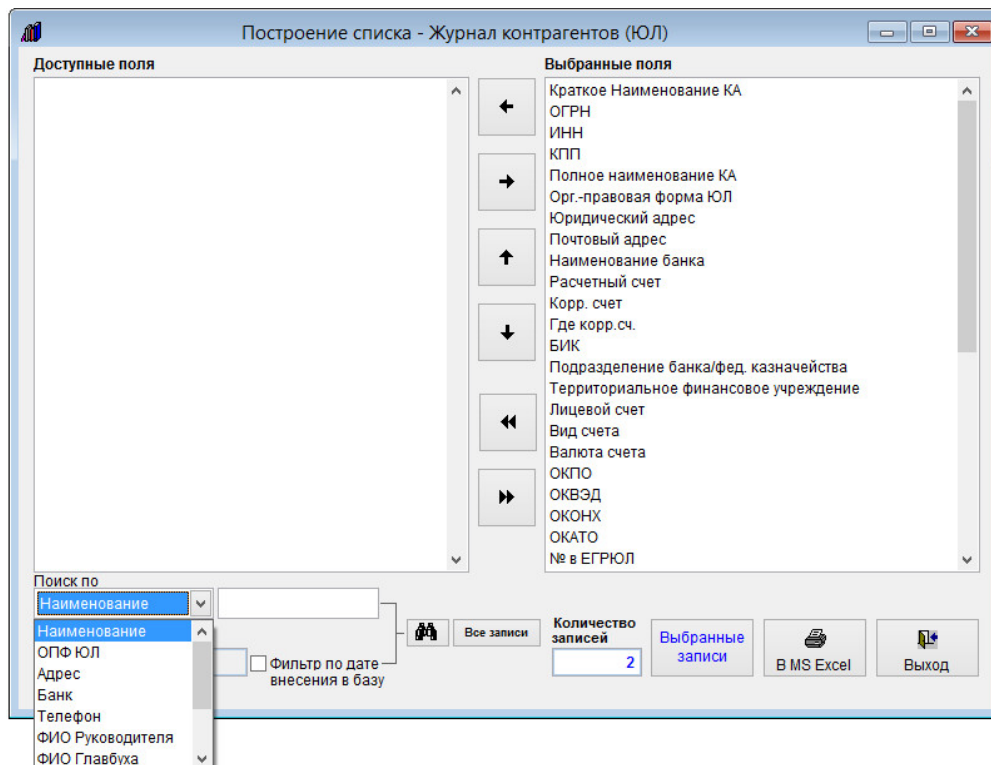 Построение списка - Журнал контрагентов (ЮЛ)
Доступные поля
Выбранные поля
Краткое Наименование КА
ОГРН
ИНН
КПП
Полное наименование КА
Орг.-правовая форма ЮЛ
Юридический адрес
Почтовый адрес
Наименование банка
Расчетный счет
Корр. счет
Где корр.сч.
БИК
Подразделение банка/фед. казначейства
Территориальное финансовое учреждение
Лицевой счет
Вид счета
Валюта счета
ОКПО
ОКВЭД
ОКОНХ
ОКАТО
№ в ЕГРЮЛ
Поиск по
Наименование
Наименование
ОПФ ЮЛ
Адрес
Банк
Телефон
ФИО Руководителя
ФИО Главбуха
Фильтр по дате
внесения в базу
Все записи
Количество
записей
2
Выбранные
записи
В MS Excel
Выход